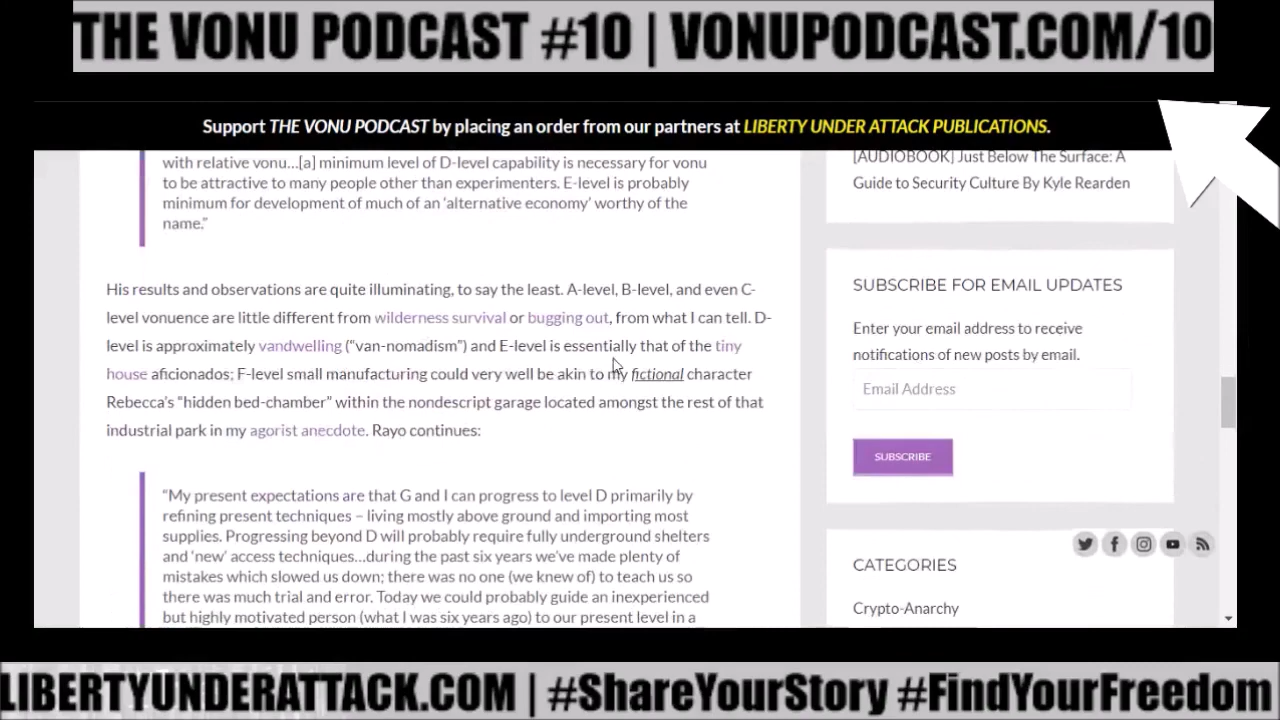 THE VONU PODCAST #10 | VONUPODCAST.COM/10
Support THE VONU PODCAST by placing an order from our partners at LIBERTY UNDER ATTACK PUBLICATIONS.
with relative vonu...[a] minimum level of D-level capability is necessary for vonu
to be attractive to many people other than experimenters. E-level is probably
minimum for development of much of an ‘alternative economy’ worthy of the
name.”
His results and observations are quite illuminating, to say the least. A-level, B-level, and even C-
level vonuence are little different from wilderness survival or bugging out, from what I can tell. D-
level is approximately vandwelling (“van-nomadism”) and E-level is essentially that of the tiny
house aficionados; F-level small manufacturing could very well be akin to my fictional character
Rebecca’s “hidden bed-chamber” within the nondescript garage located amongst the rest of that
industrial park in my agorist anecdote. Rayo continues:
“My present expectations are that G and I can progress to level D primarily by
refining present techniques – living mostly above ground and importing most
supplies. Progressing beyond D will probably require fully underground shelters
and ‘new’ access techniques...during the past six years we’ve made plenty of
mistakes which slowed us down; there was no one (we knew of) to teach us so
there was much trial and error. Today we could probably guide an inexperienced
but highly motivated person (what I was six years ago) to our present level in a
[AUDIOBOOK] Just Below The Surface: A
Guide to Security Culture By Kyle Rearden
SUBSCRIBE FOR EMAIL UPDATES
Enter your email address to receive
notifications of new posts by email.
Email Address
SUBSCRIBE
CATEGORIES
Crypto-Anarchy
LIBERTYUNDERATTACK.COM | #ShareYourStory #FindYourFreedom